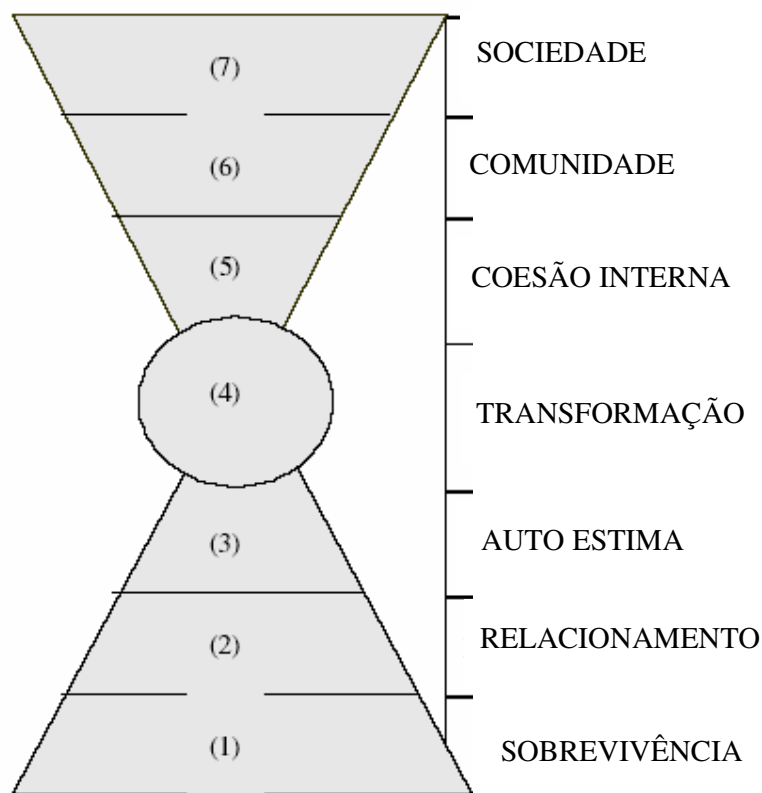 (7) SOCIEDADE
(6) COMUNIDADE
(5) COESÃO INTERNA
(4) TRANSFORMAÇÃO
(3) AUTO ESTIMA
(2) RELACIONAMENTO
(1) SOBREVIVÊNCIA